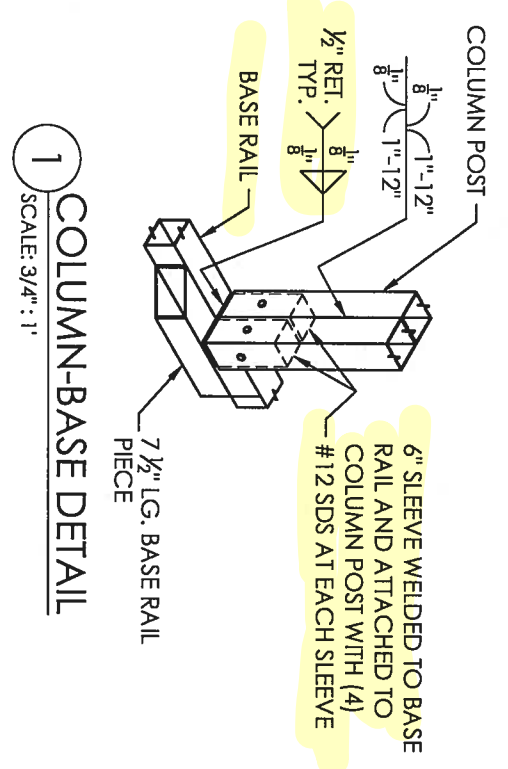 COLUMN POST
1/8" 1"-12"
1/8" 1"-12"
1/2" RET.
TYP.
1/8"
1/8"
BASE RAIL
6" SLEEVE WELDED TO BASE
RAIL AND ATTACHED TO
COLUMN POST WITH (4)
#12 SDS AT EACH SLEEVE
7 1/2" LG. BASE RAIL
PIECE
1
COLUMN-BASE DETAIL
SCALE: 3/4" : 1'